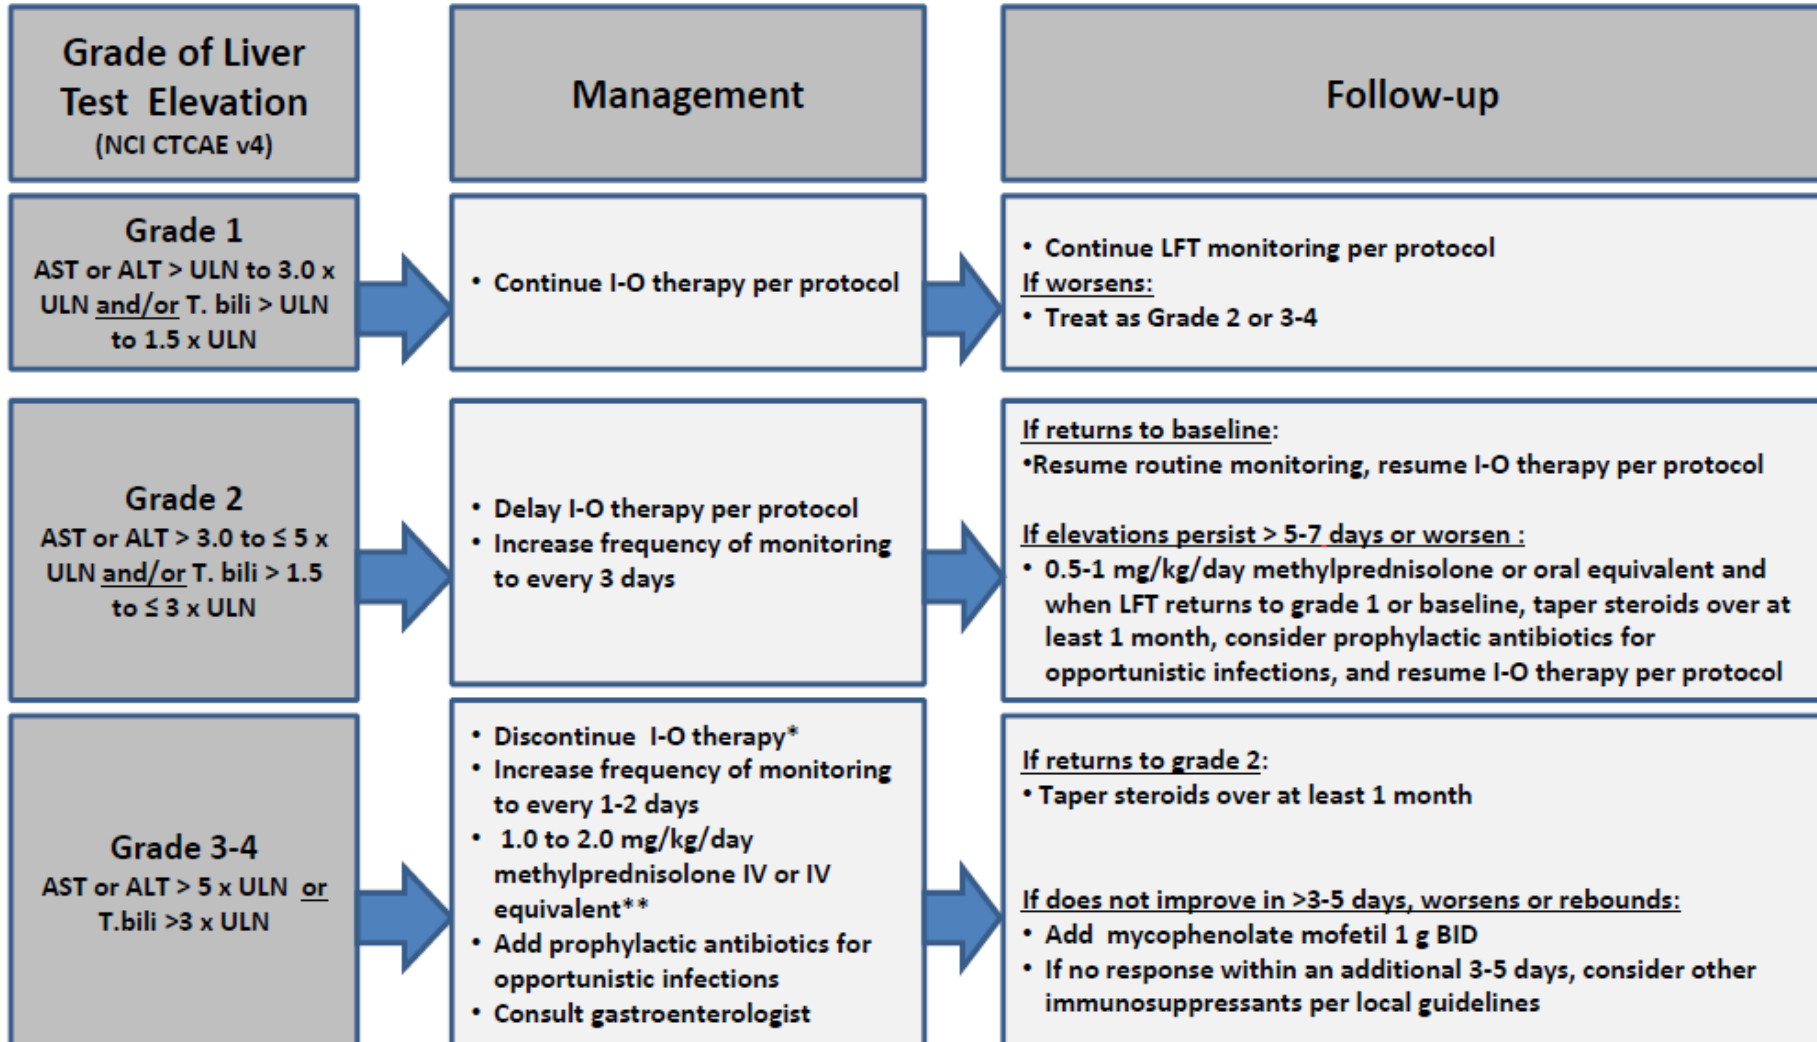 Grade of Liver
Test Elevation
(NCI CTCAE v4)
Management
Follow-up
Grade 1
AST or ALT > ULN to 3.0 x
ULN and/or T. bili > ULN
to 1.5 x ULN
• Continue I-O therapy per protocol
• Continue LFT monitoring per protocol
If worsens:
• Treat as Grade 2 or 3-4
Grade 2
AST or ALT > 3.0 to ≤ 5 x
ULN and/or T. bili > 1.5
to ≤ 3 x ULN
• Delay I-O therapy per protocol
• Increase frequency of monitoring
to every 3 days
If returns to baseline:
•Resume routine monitoring, resume I-O therapy per protocol
If elevations persist > 5-7 days or worsen :
• 0.5-1 mg/kg/day methylprednisolone or oral equivalent and
when LFT returns to grade 1 or baseline, taper steroids over at
least 1 month, consider prophylactic antibiotics for
opportunistic infections, and resume I-O therapy per protocol
Grade 3-4
AST or ALT > 5 x ULN or
T.bili >3 x ULN
• Discontinue I-O therapy*
• Increase frequency of monitoring
to every 1-2 days
• 1.0 to 2.0 mg/kg/day
methylprednisolone IV or IV
equivalent**
• Add prophylactic antibiotics for
opportunistic infections
• Consult gastroenterologist
If returns to grade 2:
• Taper steroids over at least 1 month
If does not improve in >3-5 days, worsens or rebounds:
• Add mycophenolate mofetil 1 g BID
• If no response within an additional 3-5 days, consider other
immunosuppressants per local guidelines